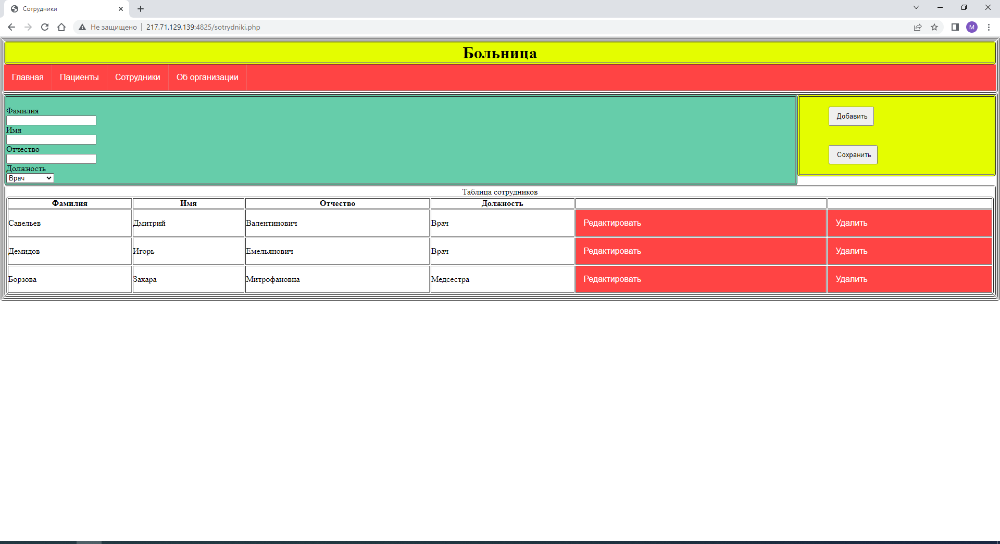 Сотрудники
Не защищено 217.71.129.139:4825/sotrydniki.php
M
Больница
Главная Пациенты Сотрудники Об организации
Фамилия
Имя
Отчество
Должность
Врач
Добавить
Сохранить
Таблица сотрудников
Фамилия Имя Отчество Должность
Савельев Дмитрий Валентинович Врач Редактировать Удалить
Демидов Игорь Емельянович Врач Редактировать Удалить
Борзова Захара Митрофановна Медсестра Редактировать Удалить